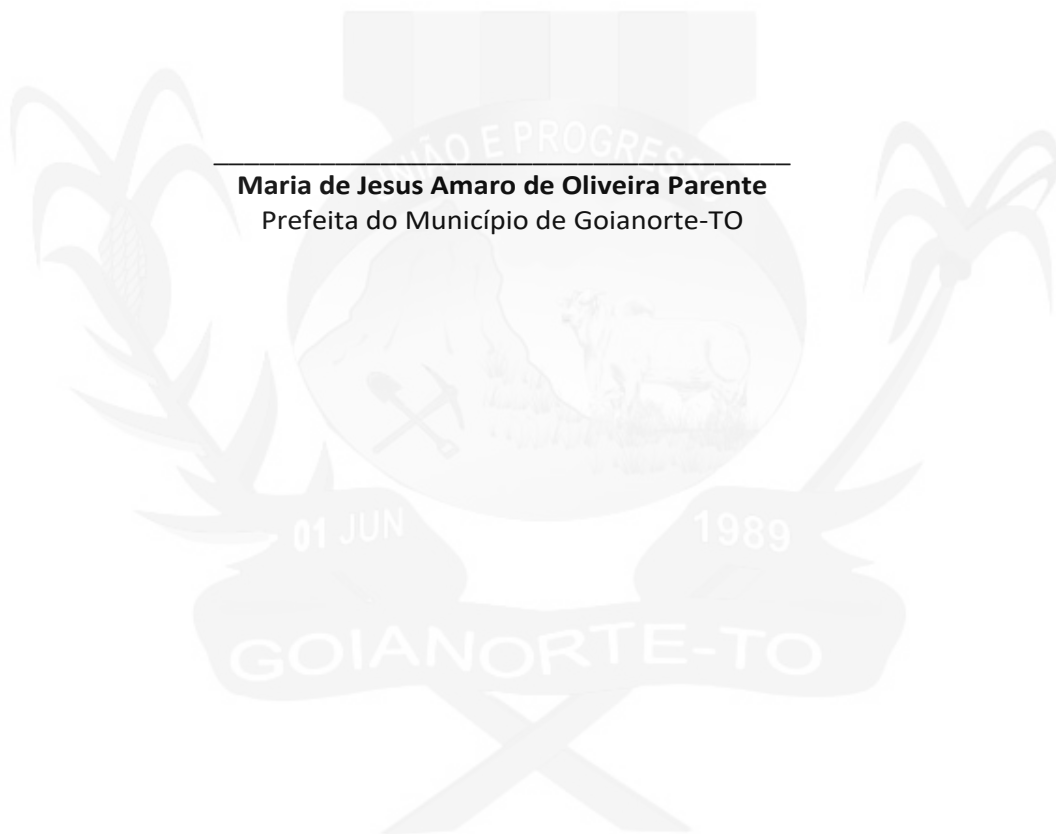 UNIÃO E PROGRESSO
________________________________________
Maria de Jesus Amaro de Oliveira Parente
Prefeita do Município de Goianorte-TO
01 JUN 1989
GOIANORTE-TO